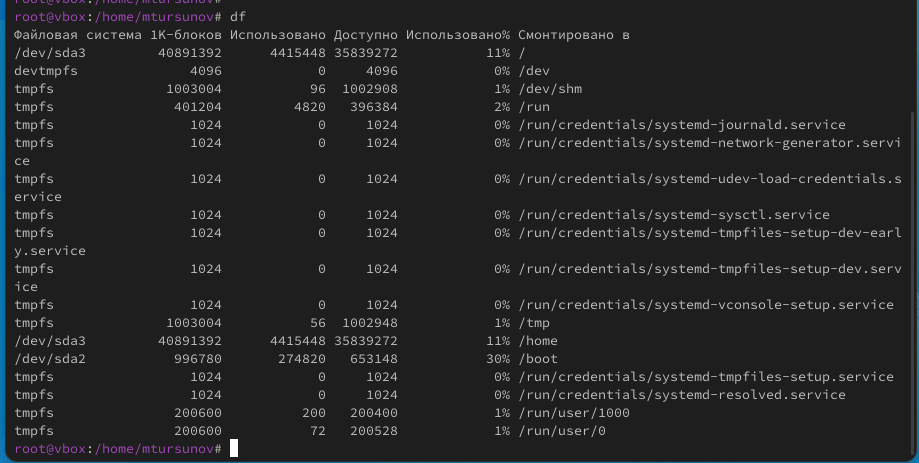 root@vbox:/home/mtursunov#
root@vbox:/home/mtursunov# df
Файловая система 1K-блоков Использовано Доступно Использовано% Смонтировано в
/dev/sda3 40891392 4415448 35839272 11% /
devtmpfs 4096 0 4096 0% /dev
tmpfs 1003004 96 1002908 1% /dev/shm
tmpfs 401204 4820 396384 2% /run
tmpfs 1024 0 1024 0% /run/credentials/systemd-journald.service
tmpfs 1024 0 1024 0% /run/credentials/systemd-network-generator.servi
ce
tmpfs 1024 0 1024 0% /run/credentials/systemd-udev-load-credentials.s
ervice
tmpfs 1024 0 1024 0% /run/credentials/systemd-sysctl.service
tmpfs 1024 0 1024 0% /run/credentials/systemd-tmpfiles-setup-dev-earl
y.service
tmpfs 1024 0 1024 0% /run/credentials/systemd-tmpfiles-setup-dev.serv
ice
tmpfs 1024 0 1024 0% /run/credentials/systemd-vconsole-setup.service
tmpfs 1003004 56 1002948 1% /tmp
/dev/sda3 40891392 4415448 35839272 11% /home
/dev/sda2 996780 274820 653148 30% /boot
tmpfs 1024 0 1024 0% /run/credentials/systemd-tmpfiles-setup.service
tmpfs 1024 0 1024 0% /run/credentials/systemd-resolved.service
tmpfs 200600 200 200400 1% /run/user/1000
tmpfs 200600 72 200528 1% /run/user/0
root@vbox:/home/mtursunov#